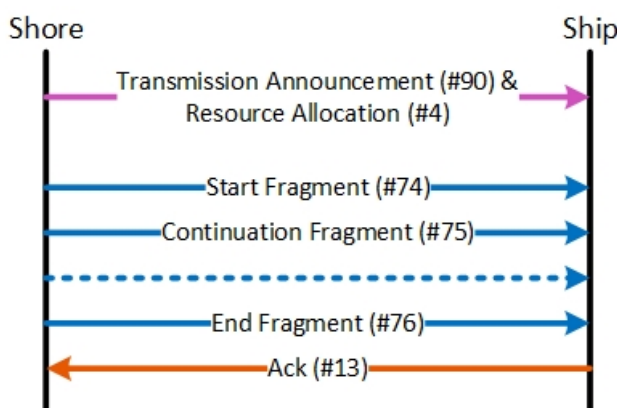 Shore
Ship
Transmission Announcement (#90) &
Resource Allocation (#4)
Start Fragment (#74)
Continuation Fragment (#75)
End Fragment (#76)
Ack (#13)